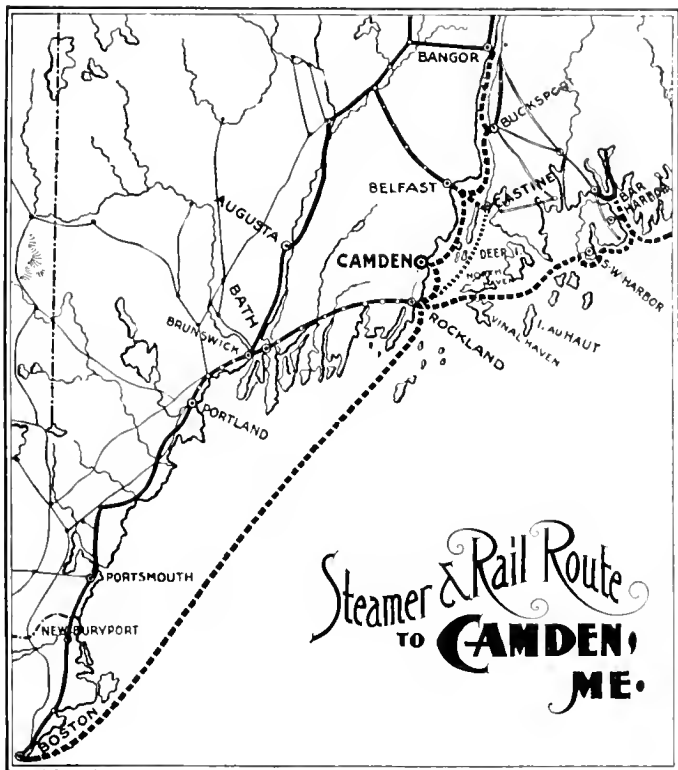 BANGOR
BUCKSPORT
BELFAST
CASTINE
BAR
HARBOR
AUGUSTA
CAMDEN
DEER I.
NORTH
HAVEN
S.W. HARBOR
BATH
ROCKLAND
I. AU HAUT
VINAL HAVEN
BRUNSWICK
PORTLAND
PORTSMOUTH
NEWBURYPORT
BOSTON
Steamer & Rail Route
TO CAMDEN,
ME.